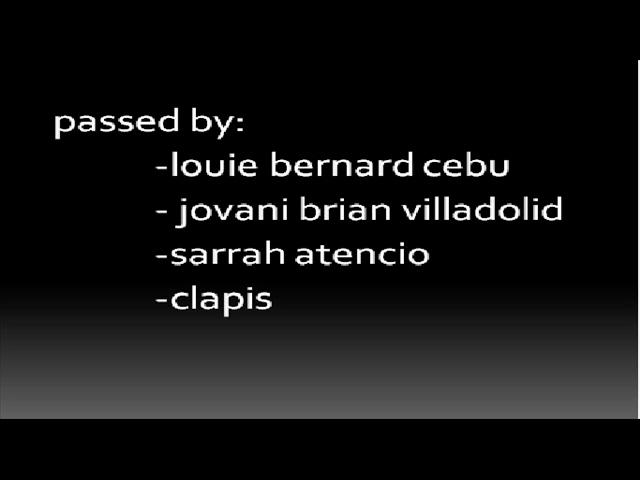 passed by:
-louie bernard cebu
- jovani brian villadolid
-sarrah atencio
-clapis